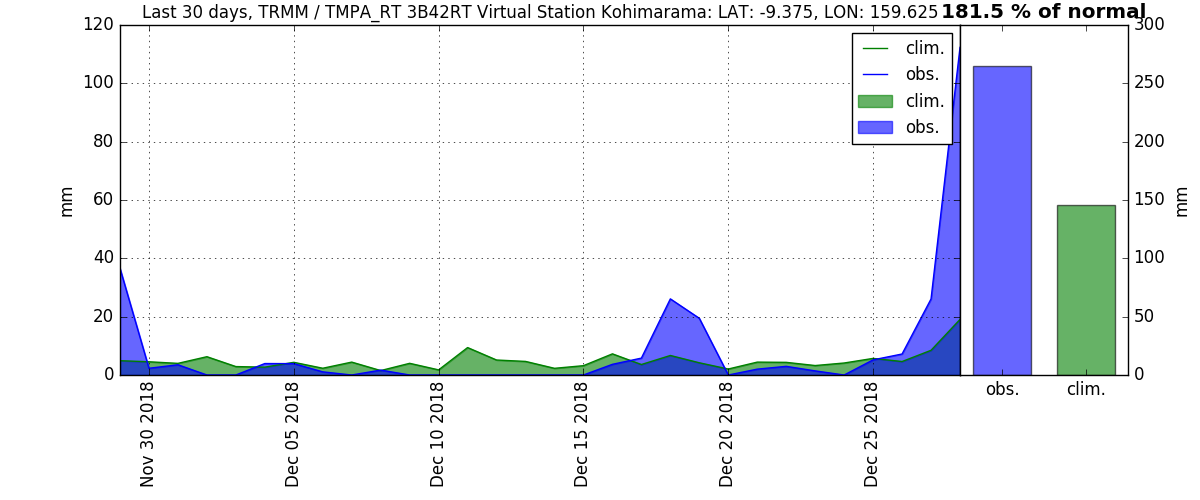 Last 30 days, TRMM / TMPA_RT 3B42RT Virtual Station Kohimarama: LAT: -9.375, LON: 159.625 181.5 % of normal
120
100
80
60
40
20
0
mm
clim.
obs.
clim.
obs.
300
250
200
150
100
50
0
mm
Nov 30 2018
Dec 05 2018
Dec 10 2018
Dec 15 2018
Dec 20 2018
Dec 25 2018
obs.
clim.